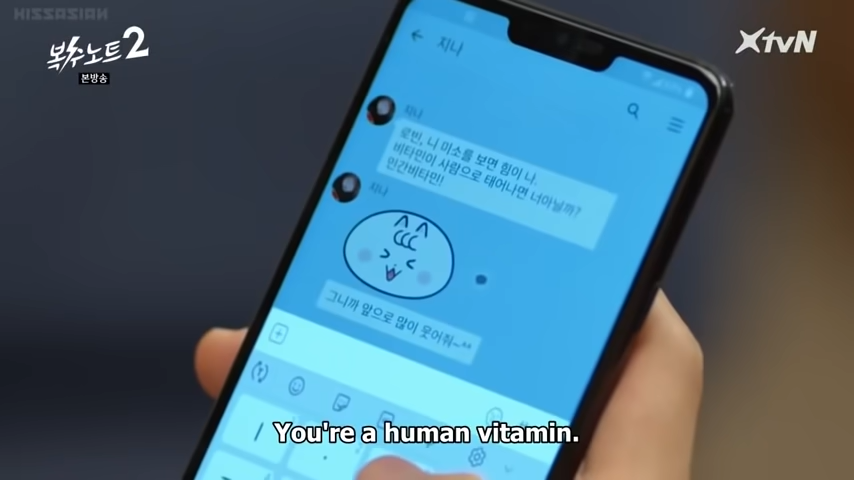 KISSASIAN
복수노트2
본방송
XtvN
지니
지니
로빈, 니 미소를 보면 힘이 나.
비타민이 사람으로 태어나면 너아닐까?
인간비타민!
지니
그니까 앞으로 많이 웃어줘~^^
You're a human vitamin.